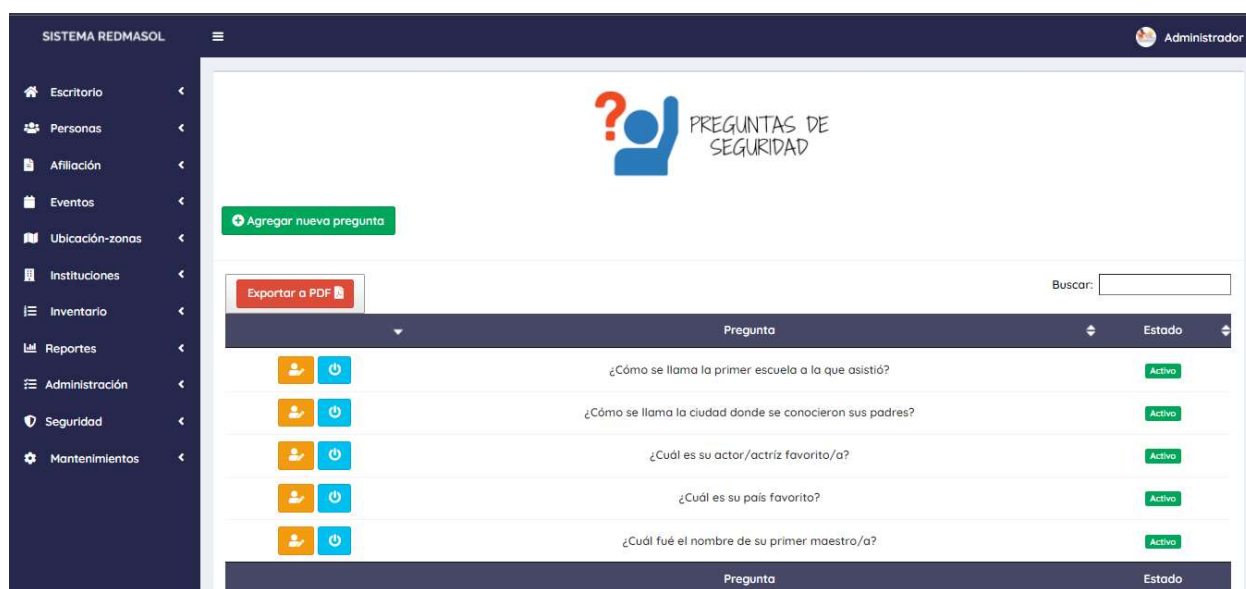 SISTEMA REDMASOL
Administrador
Escritorio
Personas
Afiliación
Eventos
Ubicación-zonas
Instituciones
Inventario
Reportes
Administración
Seguridad
Mantenimientos
?
PREGUNTAS DE
SEGURIDAD
Agregar nueva pregunta
Exportar a PDF
Buscar:
Pregunta Estado
¿Cómo se llama la primer escuela a la que asistió? Activo
¿Cómo se llama la ciudad donde se conocieron sus padres? Activo
¿Cuál es su actor/actríz favorito/a? Activo
¿Cuál es su país favorito? Activo
¿Cuál fué el nombre de su primer maestro/a? Activo
Pregunta Estado